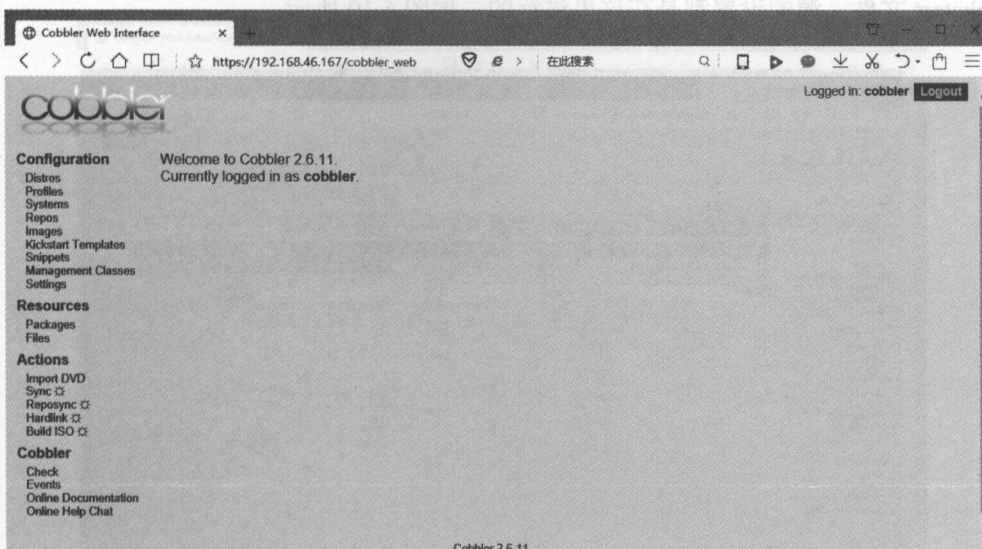 Cobbler Web Interface
https://192.168.46.167/cobbler_web
在此搜索
Logged in: cobbler Logout
cobbler
Configuration
Distros
Profiles
Systems
Repos
Images
Kickstart Templates
Snippets
Management Classes
Settings
Resources
Packages
Files
Actions
Import DVD
Sync
Reposync
Hardlink
Build ISO
Cobbler
Check
Events
Online Documentation
Online Help Chat
Welcome to Cobbler 2.6.11.
Currently logged in as cobbler.
Cobbler 2.6.11